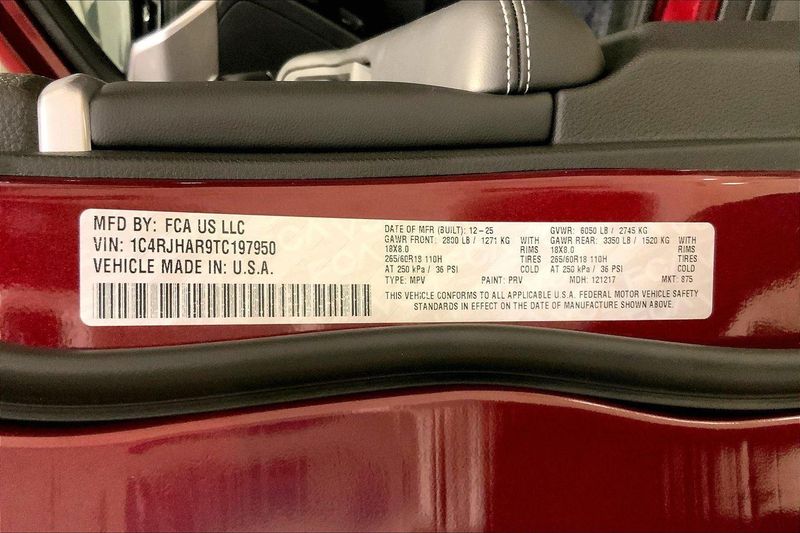 MFD BY: FCA US LLC
VIN: 1C4RJHAR9TC197950
VEHICLE MADE IN: U.S.A.
DATE OF MFR (BUILT): 12-25 GVWR: 6050 LB / 2745 KG
GAWR FRONT: 2800 LB / 1271 KG WITH GAWR REAR: 3350 LB / 1520 KG WITH
18X8.0 RIMS 18X8.0 RIMS
265/60R18 110H TIRES 265/60R18 110H TIRES
AT 250 kPa / 36 PSI COLD AT 250 kPa / 36 PSI COLD
TYPE: MPV PAINT: PRV MDH: 121217 MKT: 875
THIS VEHICLE CONFORMS TO ALL APPLICABLE U.S.A. FEDERAL MOTOR VEHICLE SAFETY
STANDARDS IN EFFECT ON THE DATE OF MANUFACTURE SHOWN ABOVE.